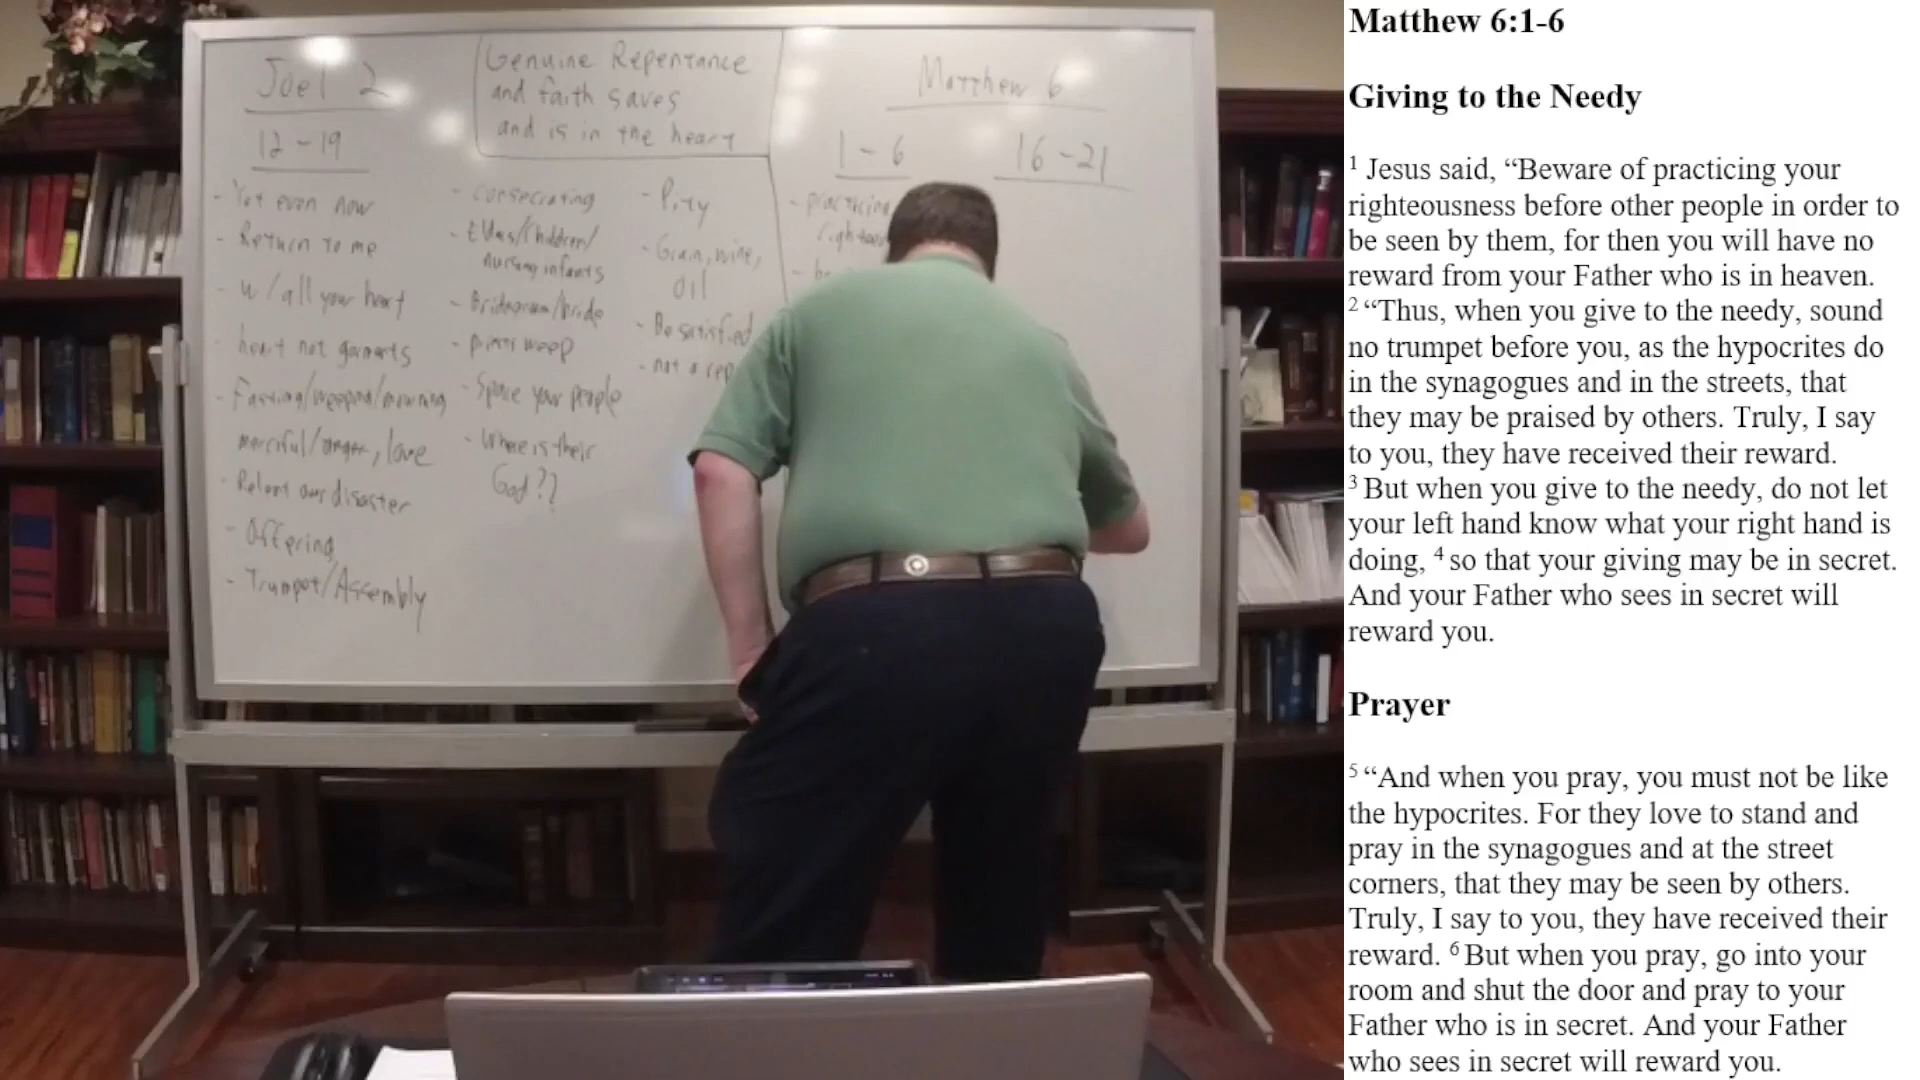 Joel 2
12-19
- Yet even now
- Return to me
- w/ all your heart
heart not garments
- Fasting/weeping/mourning
merciful/anger, love
- Relent over disaster
- Offering
- Trumpet/Assembly
Genuine Repentance
and faith saves
and is in the heart
- consecrating
- Elders/Children/
nursing infants
- Bridegroom/bride
- priests weep
- Spare your people
- Where is their
God??
- Pity
- Grain, wine,
oil
- Be satisfied
- not a rep
Matthew 6
1-6
- practicing
16-21
Matthew 6:1-6
Giving to the Needy
1 Jesus said, “Beware of practicing your
righteousness before other people in order to
be seen by them, for then you will have no
reward from your Father who is in heaven.
2 “Thus, when you give to the needy, sound
no trumpet before you, as the hypocrites do
in the synagogues and in the streets, that
they may be praised by others. Truly, I say
to you, they have received their reward.
3 But when you give to the needy, do not let
your left hand know what your right hand is
doing, 4 so that your giving may be in secret.
And your Father who sees in secret will
reward you.
Prayer
5 “And when you pray, you must not be like
the hypocrites. For they love to stand and
pray in the synagogues and at the street
corners, that they may be seen by others.
Truly, I say to you, they have received their
reward. 6 But when you pray, go into your
room and shut the door and pray to your
Father who is in secret. And your Father
who sees in secret will reward you.